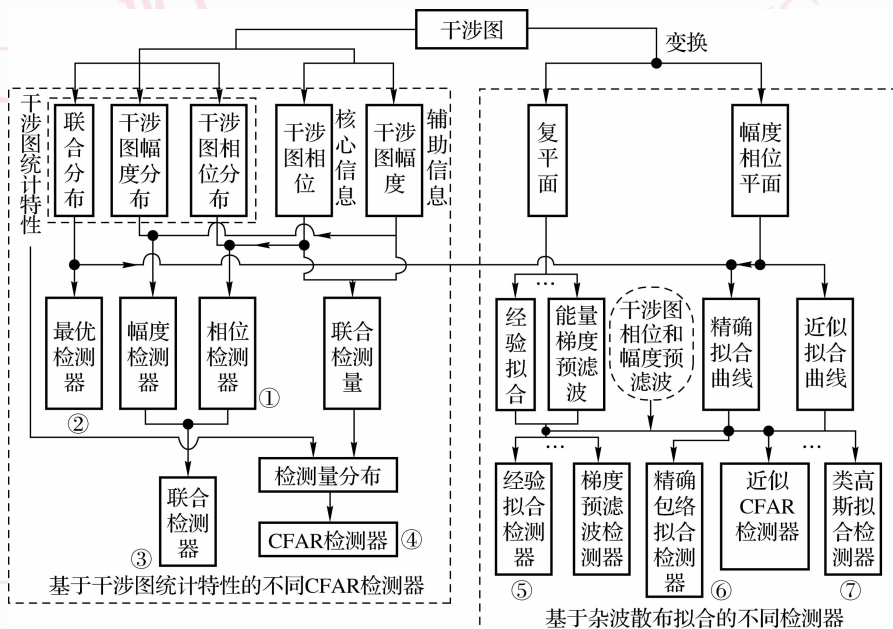 干涉图
变换
干涉图统计特性
联合分布
干涉
图幅
度分
布
干涉
图相
位分
布
干涉
图相
位
核心信息
干涉
图幅
度
辅助信息
复平面
幅度
相位
平面
最优
检测
器
②
幅度
检测
器
相位
检测
器
①
联合
检测
量
…
经验拟合
能量
梯度
预滤
波
干涉图
相位和
幅度预
滤波
精确
拟合
曲线
近似
拟合
曲线
…
…
联合
检测
器
③
检测量分布
CFAR检测器
④
经验
拟合
检测
器
⑤
梯度
预滤
波检
测器
精确
包络
拟合
检测
器
⑥
近似
CFAR
检测器
类高
斯拟
合检
测器
⑦
基于干涉图统计特性的不同CFAR检测器
基于杂波散布拟合的不同检测器